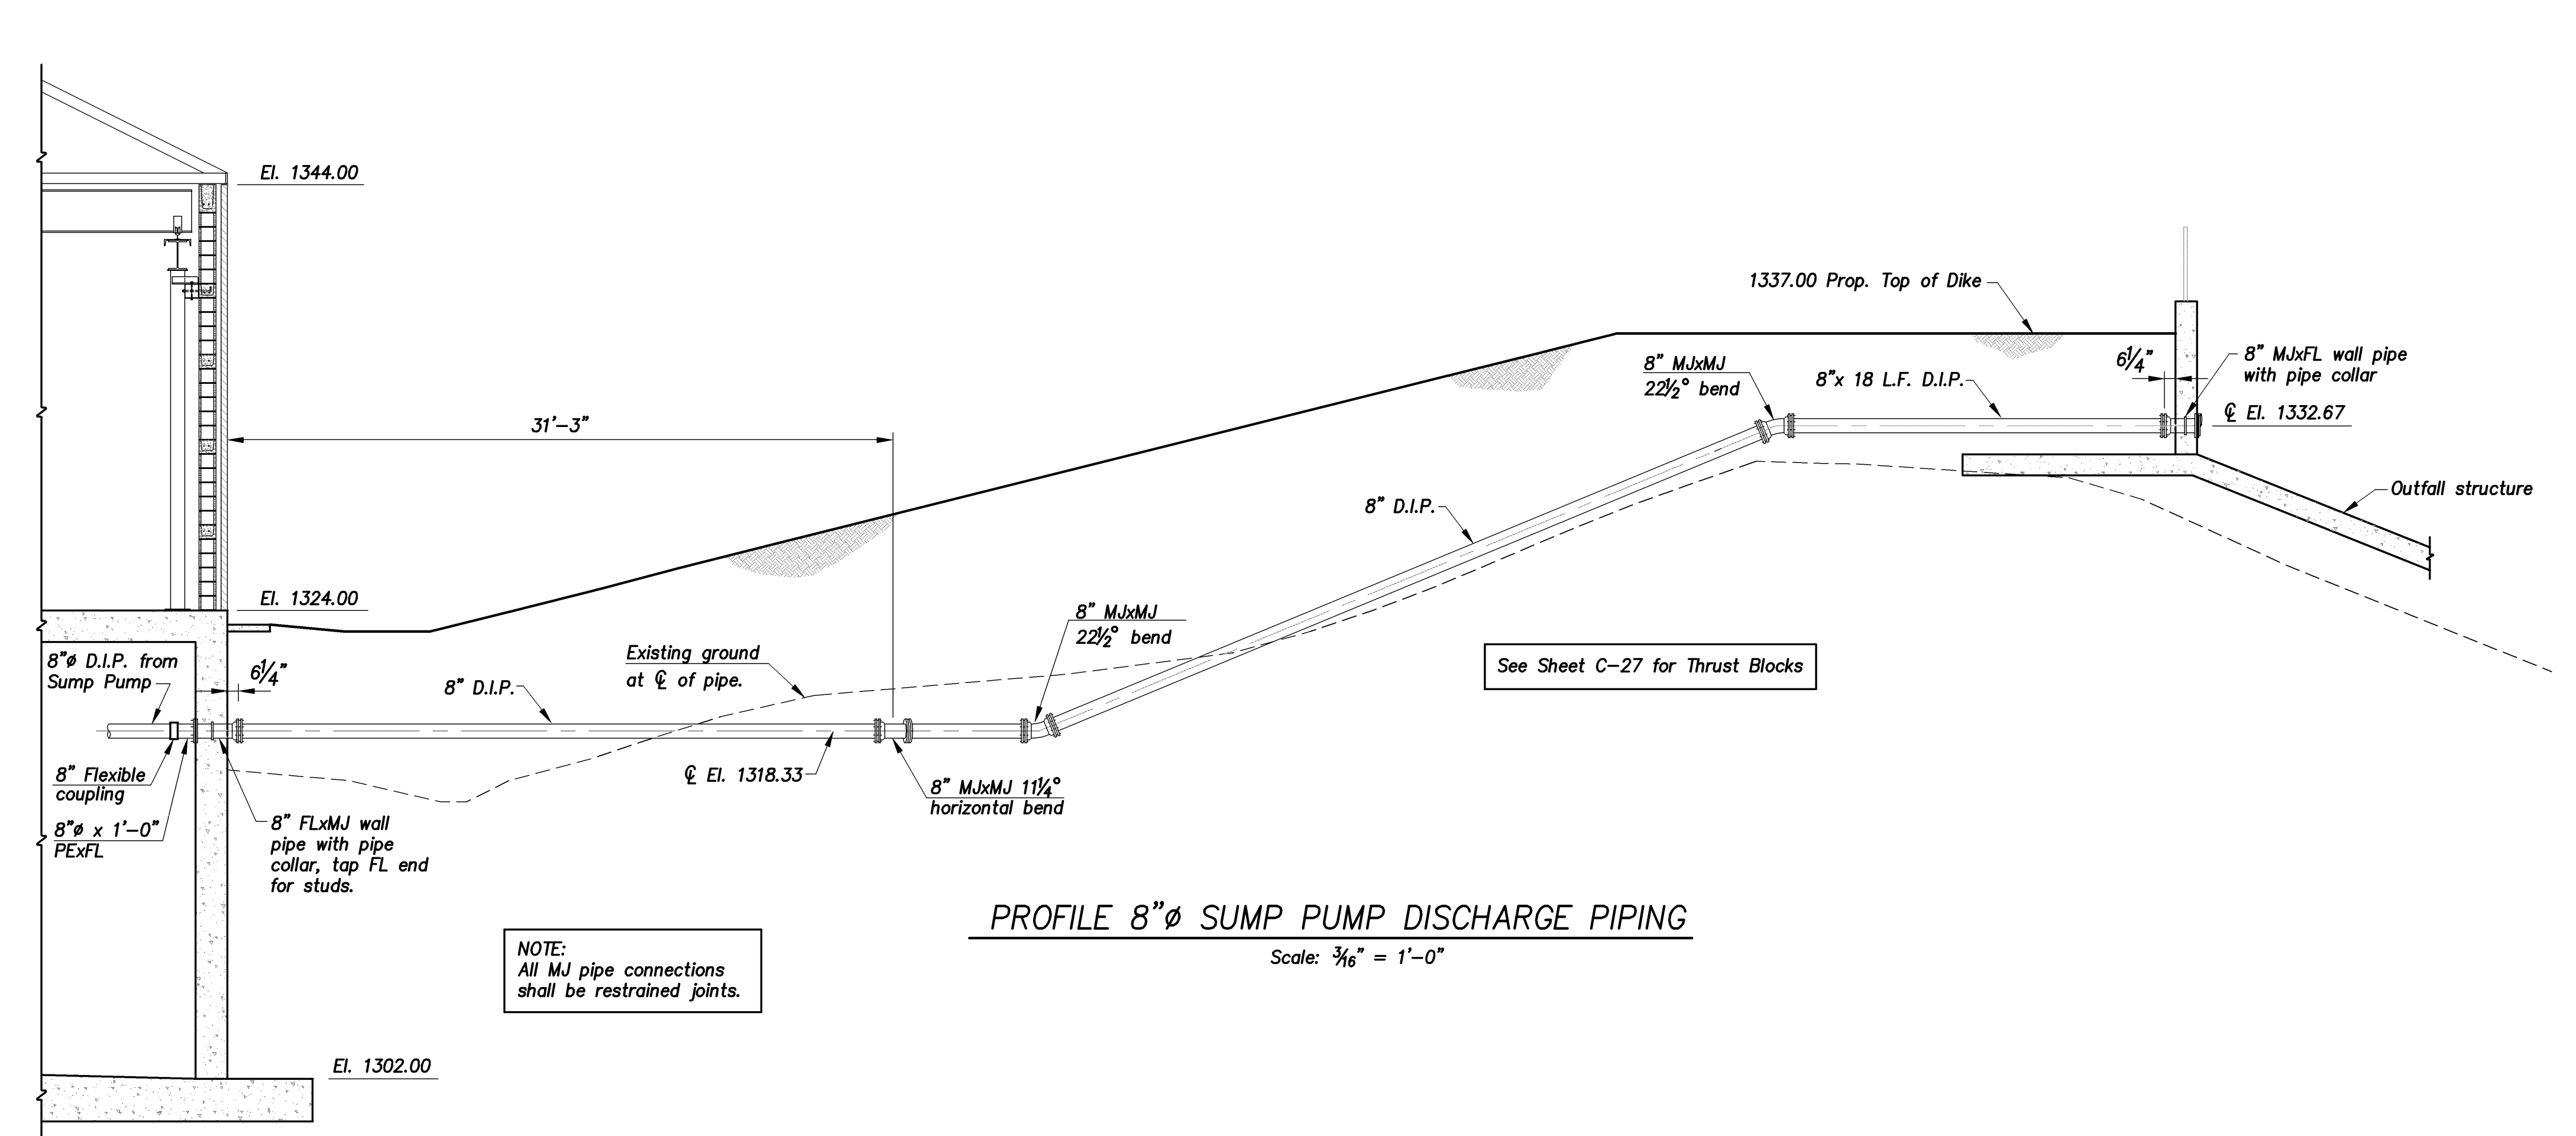 El. 1344.00
1337.00 Prop. Top of Dike
8" MJxMJ
22½° bend
8"x 18 L.F. D.I.P.
6¼"
8" MJxFL wall pipe
with pipe collar
℄ El. 1332.67
31'-3"
Outfall structure
8" D.I.P.
El. 1324.00
8" MJxMJ
22½° bend
8"ø D.I.P. from
Sump Pump
6¼"
8" D.I.P.
Existing ground
at ℄ of pipe.
See Sheet C-27 for Thrust Blocks
8" Flexible
coupling
8"ø x 1'-0"
PExFL
℄ El. 1318.33
8" MJxMJ 11¼°
horizontal bend
8" FLxMJ wall
pipe with pipe
collar, tap FL end
for studs.
PROFILE 8"ø SUMP PUMP DISCHARGE PIPING
Scale: 3⁄16" = 1'-0"
NOTE:
All MJ pipe connections
shall be restrained joints.
El. 1302.00